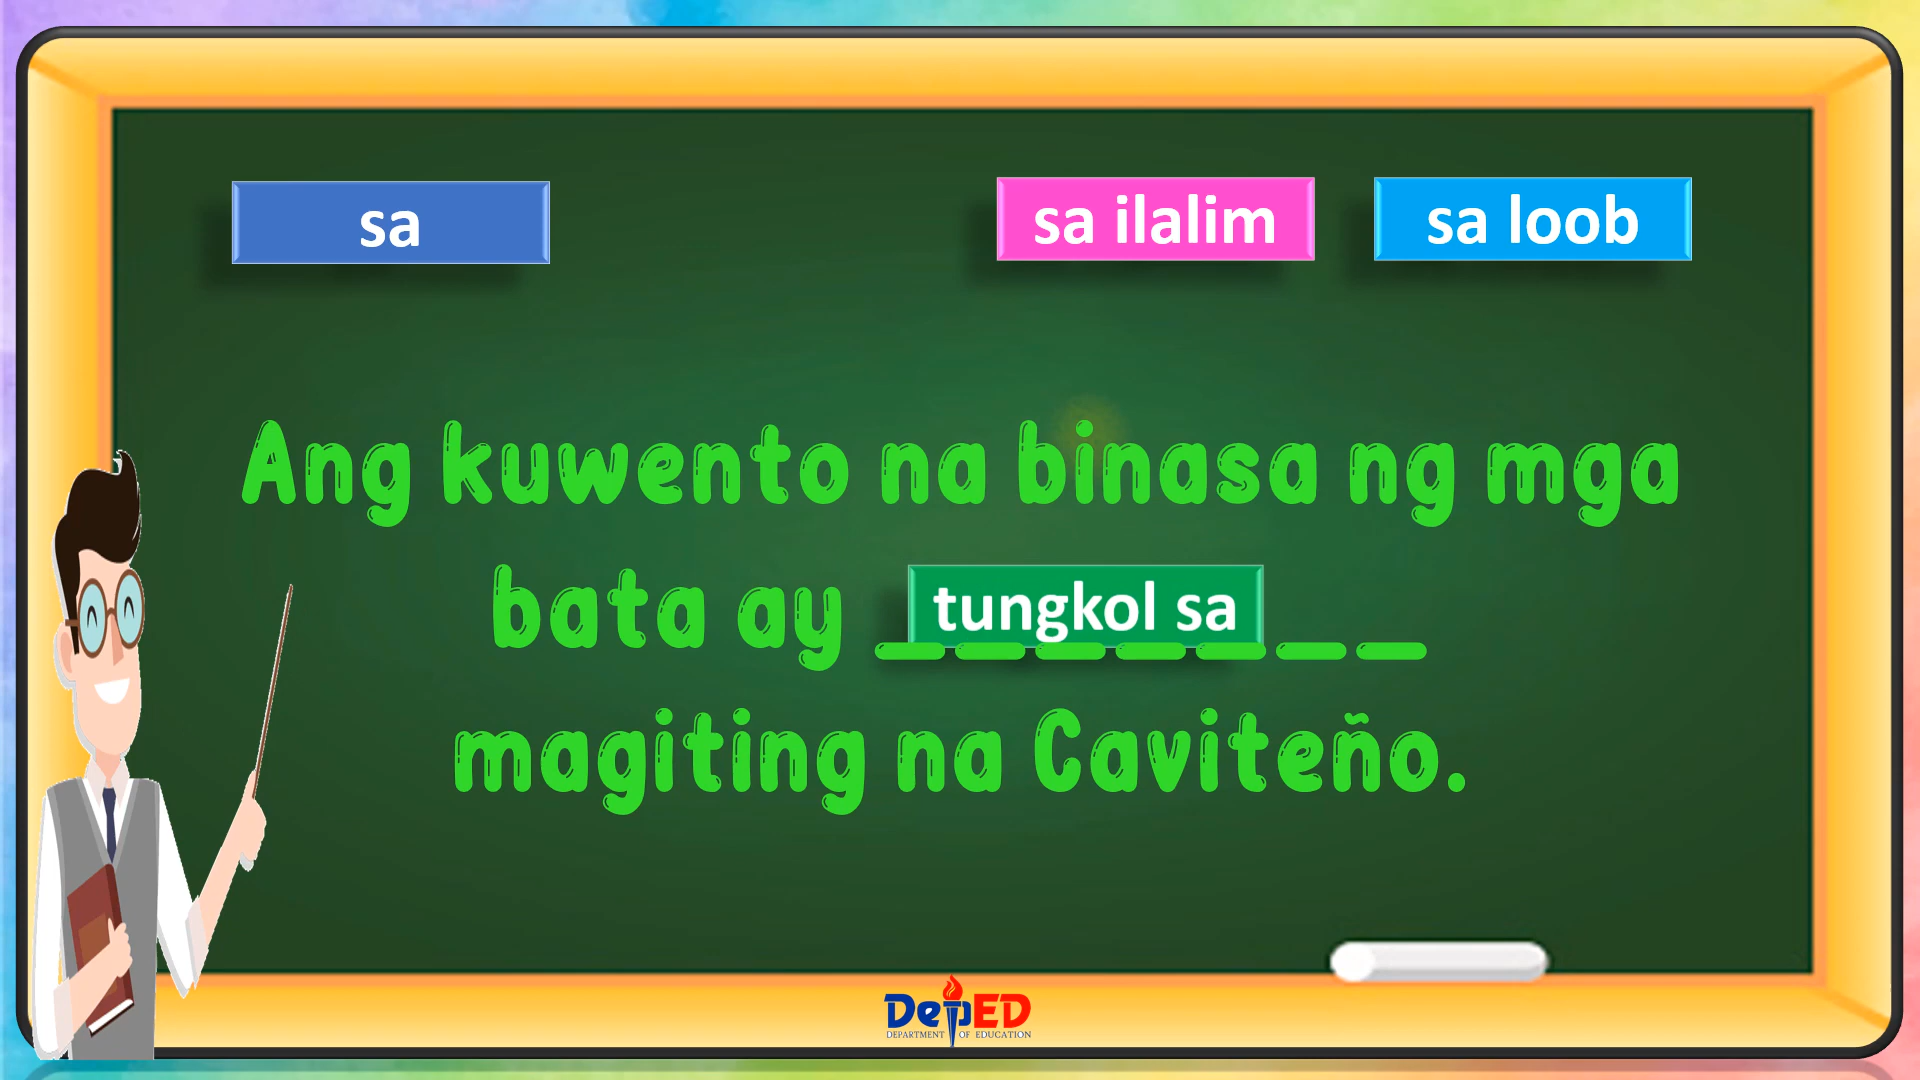 sa
sa ilalim
sa loob
Ang kuwento na binasa ng mga
bata ay tungkol sa _______
magiting na Caviteño.
DepED
DEPARTMENT OF EDUCATION